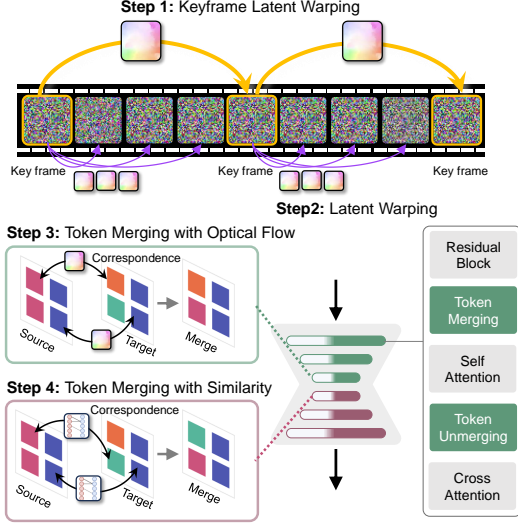 Step 1: Keyframe Latent Warping
Key frame
Key frame
Key frame
Step2: Latent Warping
Step 3: Token Merging with Optical Flow
Correspondence
Source
Target
Merge
Step 4: Token Merging with Similarity
Correspondence
Source
Target
Merge
Residual
Block
Token
Merging
Self
Attention
Token
Unmerging
Cross
Attention